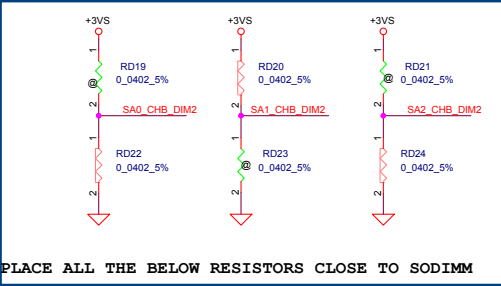 +3VS +3VS +3VS
1 1 1
RD19 RD20 RD21
@ 0_0402_5% 0_0402_5% @ 0_0402_5%
2 2 2
SA0_CHB_DIM2 SA1_CHB_DIM2 SA2_CHB_DIM2
1 1 1
RD22 RD23 RD24
0_0402_5% @ 0_0402_5% 0_0402_5%
2 2 2
PLACE ALL THE BELOW RESISTORS CLOSE TO SODIMM